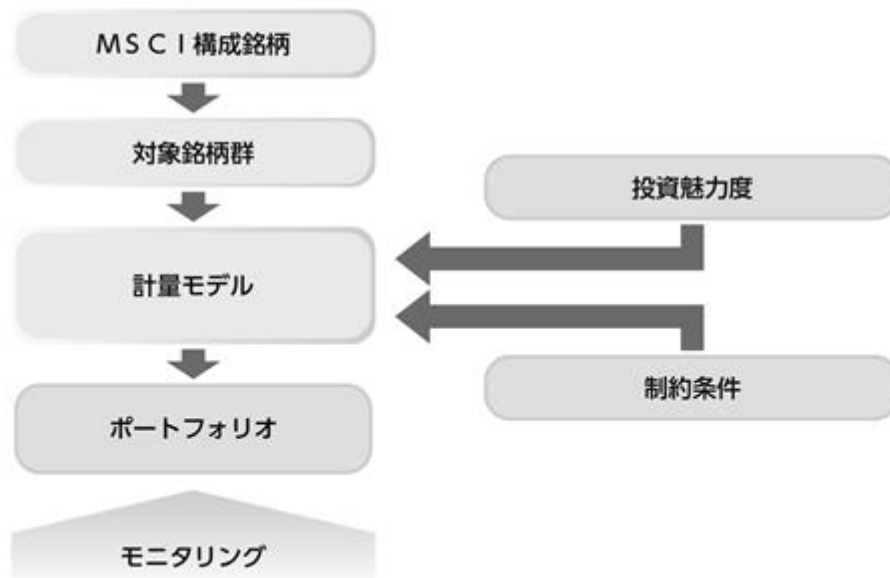 ＭＳＣＩ構成銘柄
対象銘柄群
投資魅力度
計量モデル
制約条件
ポートフォリオ
モニタリング